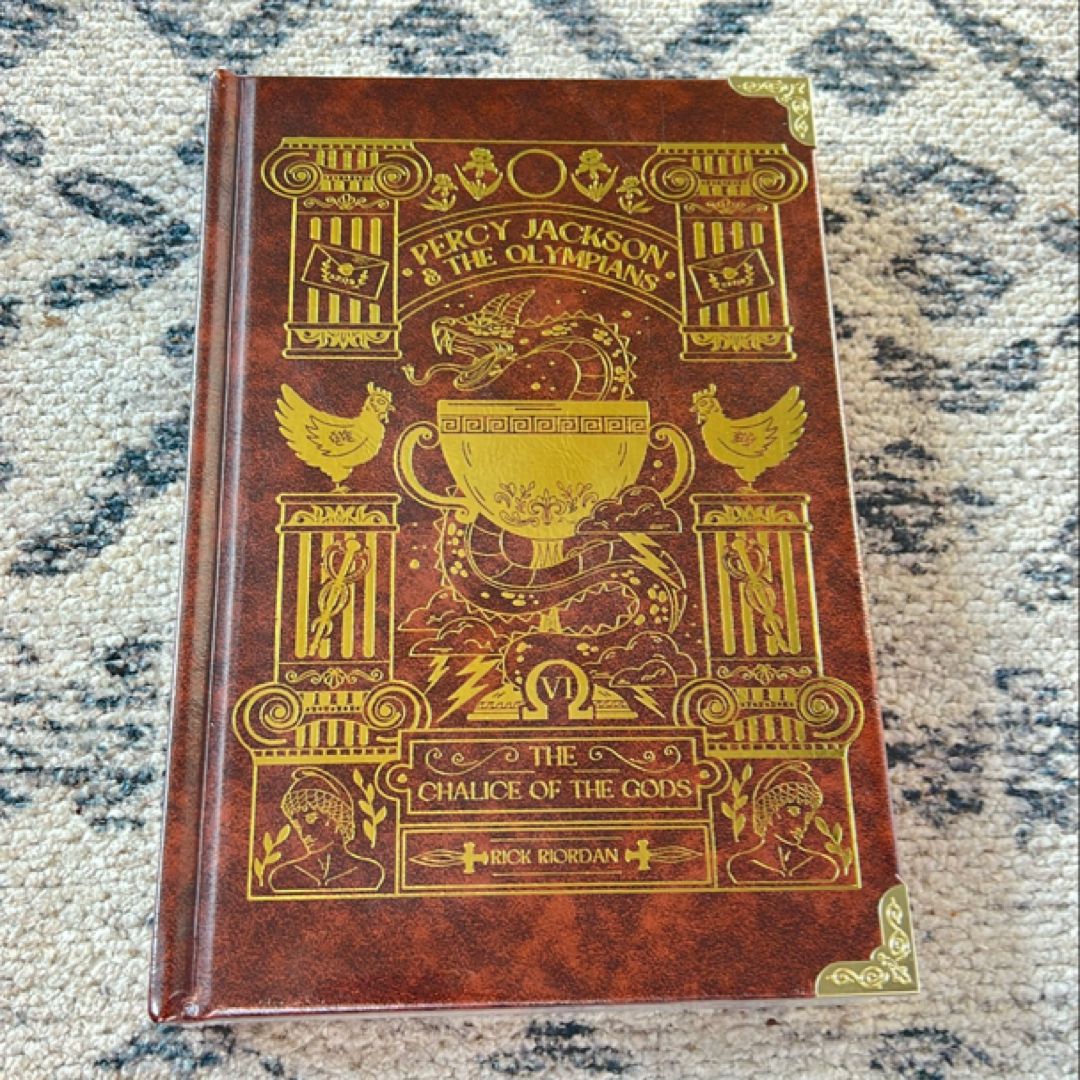 PERCY JACKSON
& THE OLYMPIANS
VI
THE
CHALICE OF THE GODS
RICK RIORDAN